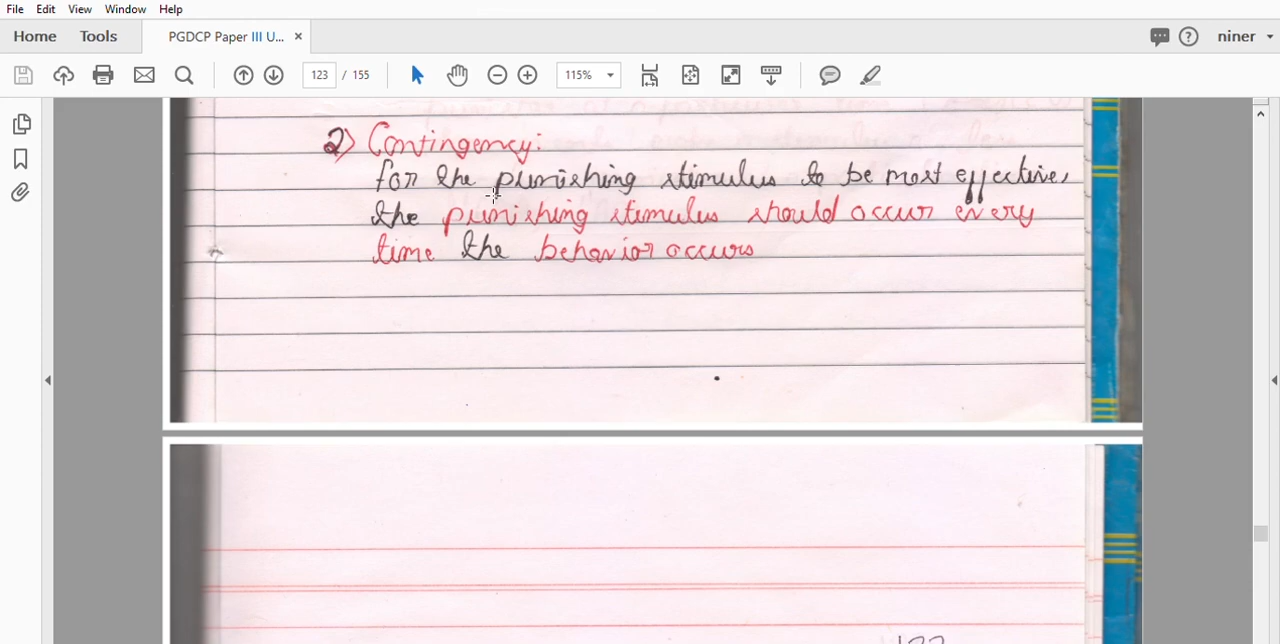 File Edit View Window Help
Home Tools PGDCP Paper III U... × niner
123 / 155 115%
2) Contingency:
for the punishing stimulus to be most effective,
the punishing stimulus should occur every
time the behavior occurs